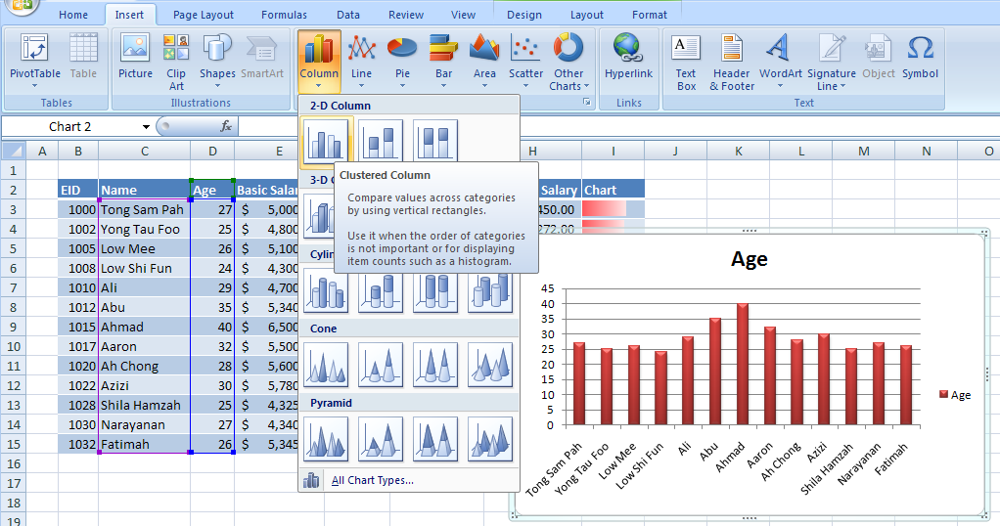 Home Insert Page Layout Formulas Data Review View Design Layout Format
PivotTable Table Picture Clip Art Shapes SmartArt Column Line Pie Bar Area Scatter Other Charts Hyperlink Text Box Header & Footer WordArt Signature Line Object Symbol
Tables Illustrations Links Text
2-D Column
Chart 2 fx
A B C D E H I J K L M N O
1
2 EID Name Age Basic Salar Salary Chart
3 1000 Tong Sam Pah 27 $ 5,000 450.00
4 1002 Yong Tau Foo 25 $ 4,800 272.00
5 1005 Low Mee 26 $ 5,100
6 1008 Low Shi Fun 24 $ 4,300
7 1010 Ali 29 $ 4,700
8 1012 Abu 35 $ 5,340
9 1015 Ahmad 40 $ 6,500
10 1017 Aaron 32 $ 5,500
11 1020 Ah Chong 28 $ 5,600
12 1022 Azizi 30 $ 5,780
13 1028 Shila Hamzah 25 $ 4,325
14 1030 Narayanan 27 $ 4,340
15 1032 Fatimah 26 $ 5,345
16
17
18
19
3-D C
Clustered Column
Compare values across categories
by using vertical rectangles.
Use it when the order of categories
is not important or for displaying
item counts such as a histogram.
Cylin
Cone
Pyramid
All Chart Types...
Age
45
40
35
30
25
20
15
10
5
0
Tong Sam Pah
Yong Tau Foo
Low Mee
Low Shi Fun
Ali
Abu
Ahmad
Aaron
Ah Chong
Azizi
Shila Hamzah
Narayanan
Fatimah
Age